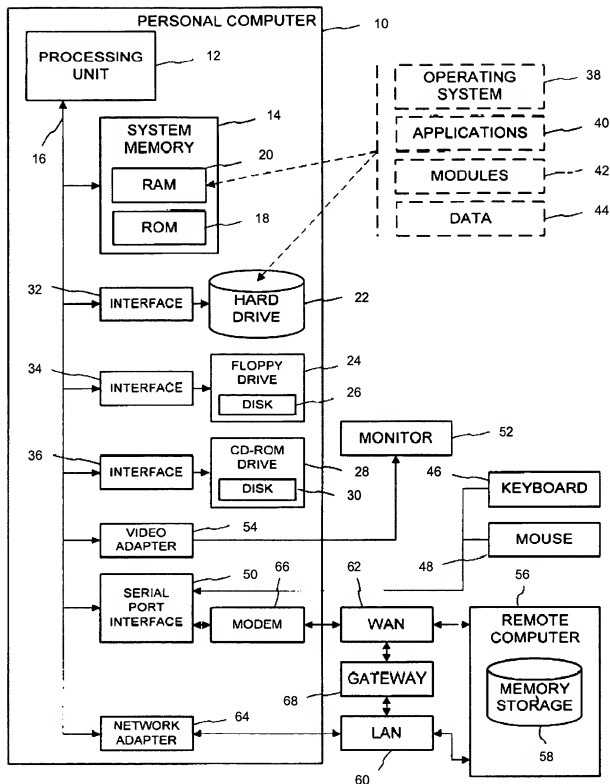 PERSONAL COMPUTER
10
PROCESSING
UNIT
12
16
SYSTEM
MEMORY
14
20
RAM
ROM
18
OPERATING
SYSTEM
38
APPLICATIONS
40
MODULES
42
DATA
44
32
INTERFACE
HARD
DRIVE
22
34
INTERFACE
FLOPPY
DRIVE
24
DISK
26
36
INTERFACE
CD-ROM
DRIVE
28
DISK
30
MONITOR
52
46
KEYBOARD
MOUSE
48
VIDEO
ADAPTER
54
50
SERIAL
PORT
INTERFACE
66
MODEM
62
WAN
56
REMOTE
COMPUTER
MEMORY
STORAGE
58
GATEWAY
68
NETWORK
ADAPTER
64
LAN
60